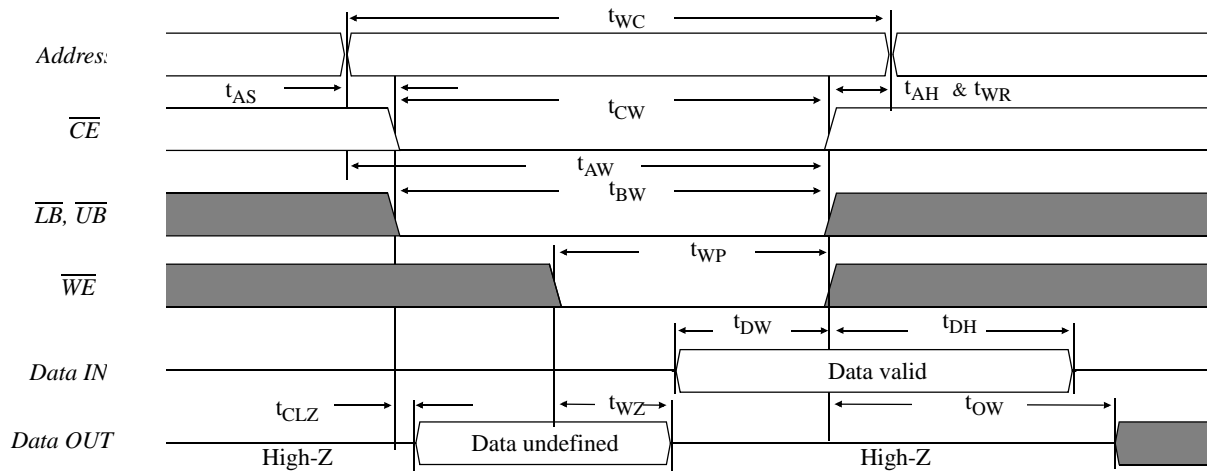 tWC
Address
tAS
tCW
tAH & tWR
CE
tAW
tBW
LB, UB
tWP
WE
tDW
tDH
Data IN
Data valid
tCLZ
tWZ
tOW
Data OUT
Data undefined
High-Z
High-Z